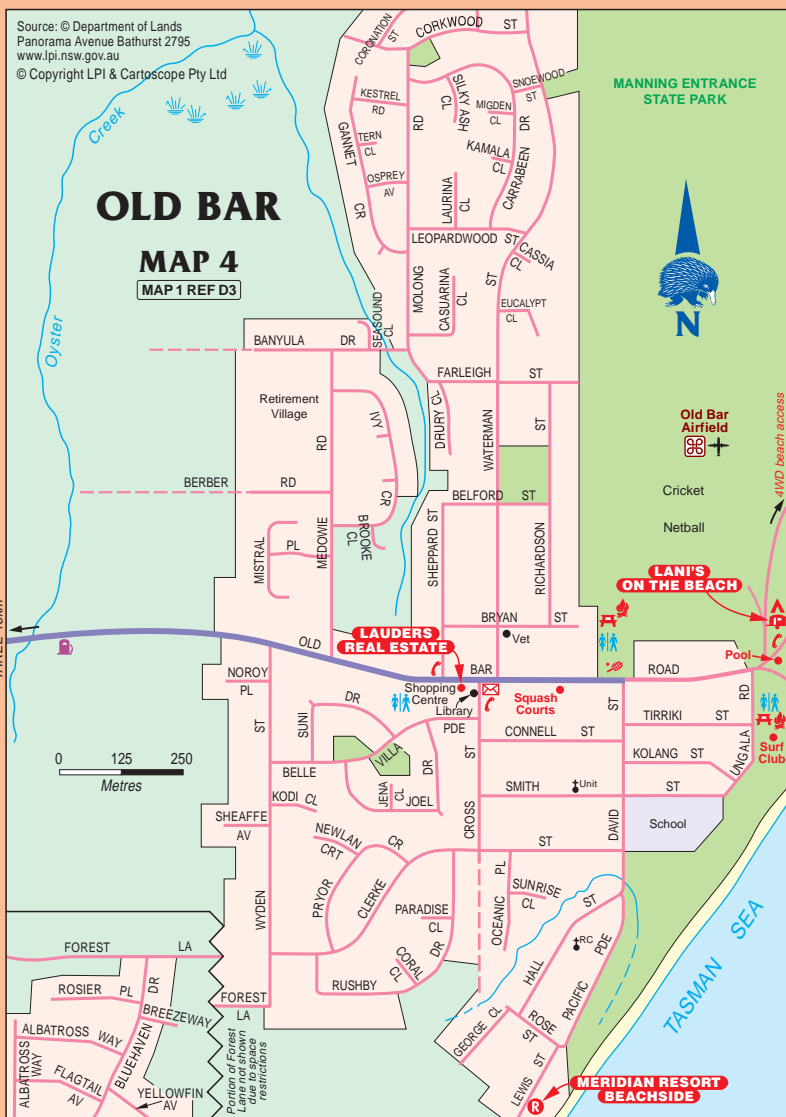 Source: © Department of Lands
Panorama Avenue Bathurst 2795
www.lpi.nsw.gov.au
© Copyright LPI & Cartoscope Pty Ltd
CORONATION
ST
CORKWOOD ST
MANNING ENTRANCE
STATE PARK
Creek
Oyster
OLD BAR
MAP 4
MAP 1 REF D3
KESTREL
RD
GANNET
CR
TERN
CL
OSPREY
AV
RD
MOLONG
SILKY ASH
CL
SNOEWOOD
ST
MIGDEN
CL
DR
CARRABEEN
KAMALA
CL
LAURINA
CL
LEOPARDWOOD ST
CASSIA
CL
ST
CASUARINA
CL
EUCALYPT
CL
N
SEASOUND
CL
BANYULA DR
FARLEIGH ST
Retirement
Village
IVY
CR
RD
MEDOWIE
DRURY CL
WATERMAN
ST
Old Bar
Airfield
4WD beach access
Cricket
Netball
BERBER RD
BELFORD ST
BROOKE
CL
SHEPPARD ST
RICHARDSON
MISTRAL
PL
LANI'S
ON THE BEACH
P
BRYAN ST
Vet
LAUDERS
REAL ESTATE
OLD BAR ROAD
Pool
NOROY
PL
Shopping
Centre
Library
Squash
Courts
ST
RD
DR
SUNI
PDE
CONNELL ST
TIRRIKI ST
Surf
Club
0 125 250
Metres
ST
WYDEN
BELLE
VILLA
DR
ST
CROSS
KOLANG ST
UNGALA
KODI CL
JENA
CL
JOEL
SMITH
Unit
ST
SHEAFFE
AV
DAVID
School
NEWLAN
CRT
CR
ST
PRYOR
CLERKE
PARADISE
CL
DR
OCEANIC
PL
SUNRISE
CL
ST
HALL
RC
PDE
PACIFIC
TASMAN SEA
FOREST LA
CORAL
CL
RUSHBY
ROSIER PL
DR
BLUEHAVEN
FOREST
LA
BREEZEWAY
ALBATROSS WAY
ALBATROSS
WAY
FLAGTAIL
AV
YELLOWFIN
AV
Portion of Forest
Lane not shown
due to space
restrictions
GEORGE CL
ROSE
ST
LEWIS ST
R
MERIDIAN RESORT
BEACHSIDE